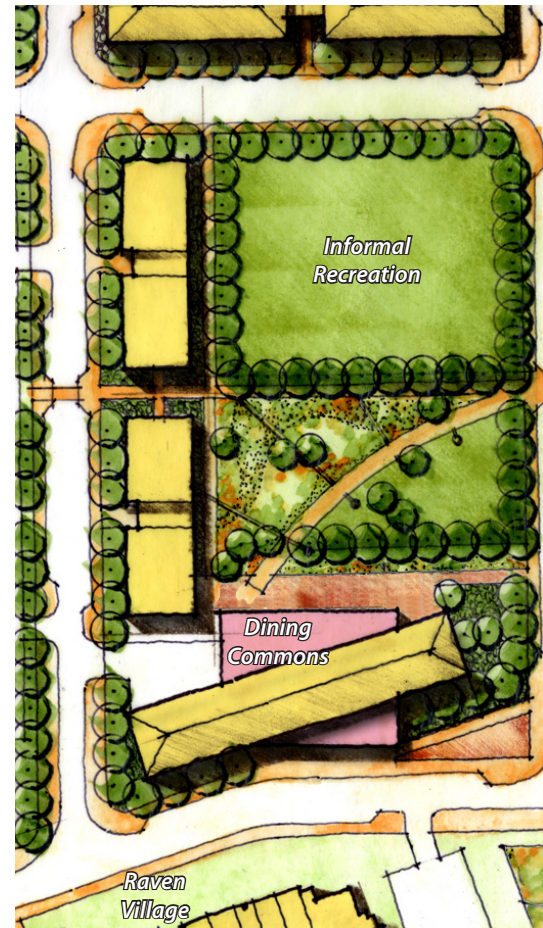 Informal
Recreation
Dining
Commons
Raven
Village